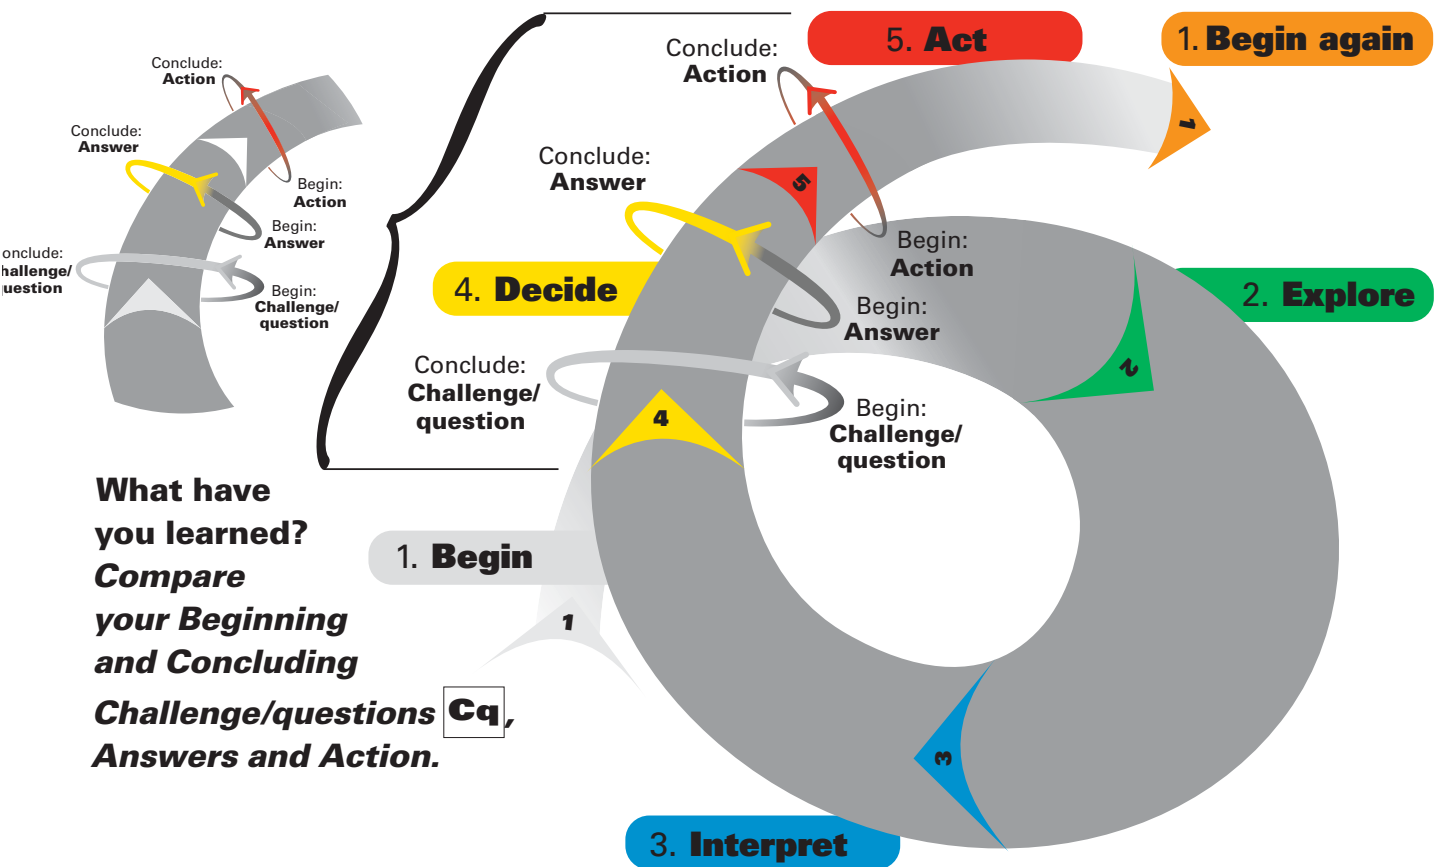 Conclude:
Action
Conclude:
Answer
Begin:
Action
Begin:
Answer
onclude:
hallenge/
uestion
Begin:
Challenge/
question
Conclude:
Action
5. Act
1. Begin again
1
Conclude:
Answer
5
Begin:
Action
4. Decide
2. Explore
Begin:
Answer
2
Conclude:
Challenge/
question
4
Begin:
Challenge/
question
1. Begin
1
What have
you learned?
Compare
your Beginning
and Concluding
Challenge/questions Cq,
Answers and Action.
3
3. Interpret